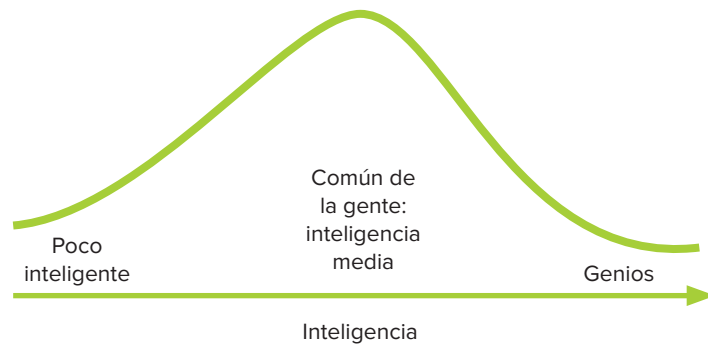 Común de
la gente:
inteligencia
media
Poco
inteligente
Genios
Inteligencia